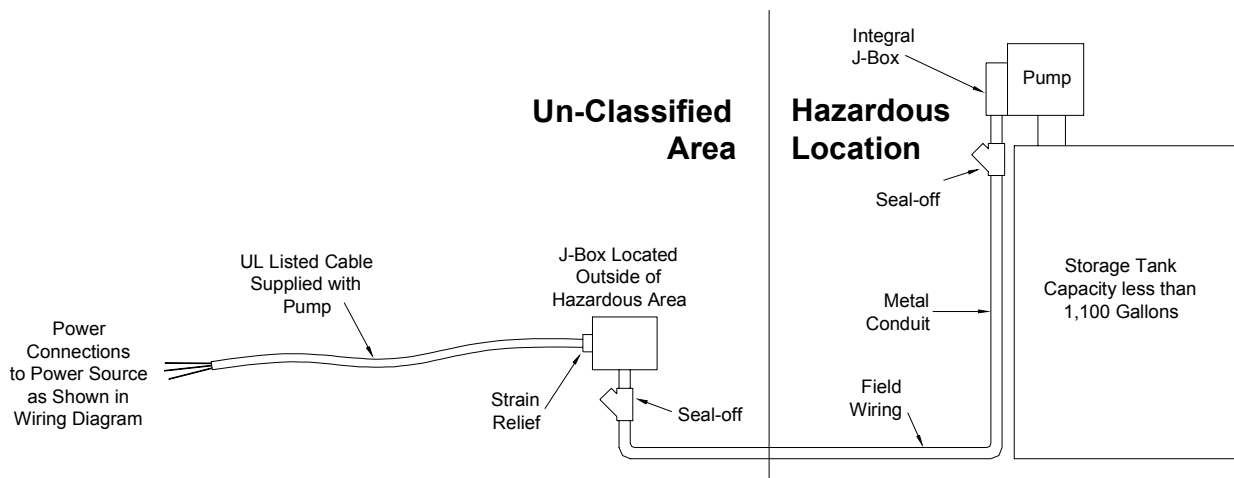 Un-Classified
Area
Hazardous
Location
Integral
J-Box
Pump
Seal-off
UL Listed Cable
Supplied with
Pump
J-Box Located
Outside of
Hazardous Area
Storage Tank
Capacity less than
1,100 Gallons
Metal
Conduit
Power
Connections
to Power Source
as Shown in
Wiring Diagram
Strain
Relief
Seal-off
Field
Wiring